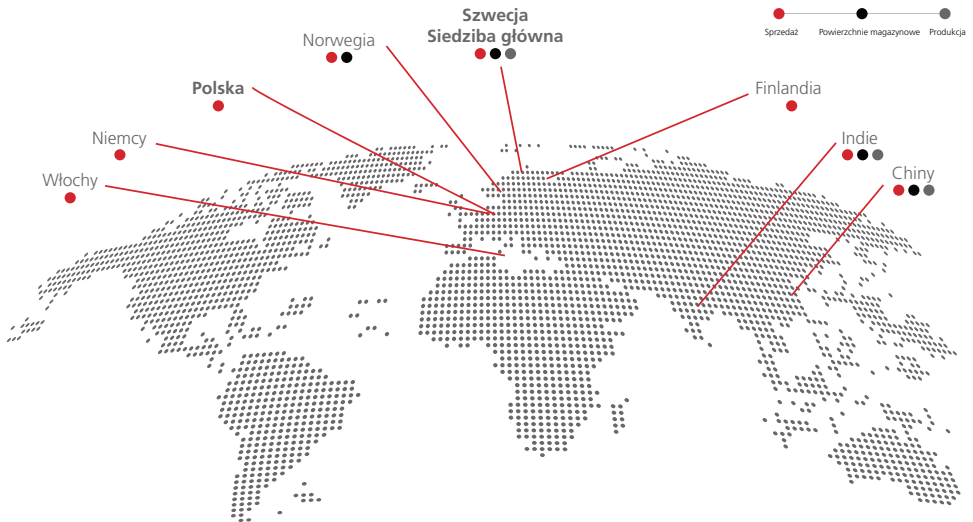 Szwecja
Siedziba główna
Norwegia
Polska
Niemcy
Włochy
Finlandia
Indie
Chiny
Sprzedaż
Powierzchnie magazynowe
Produkcja